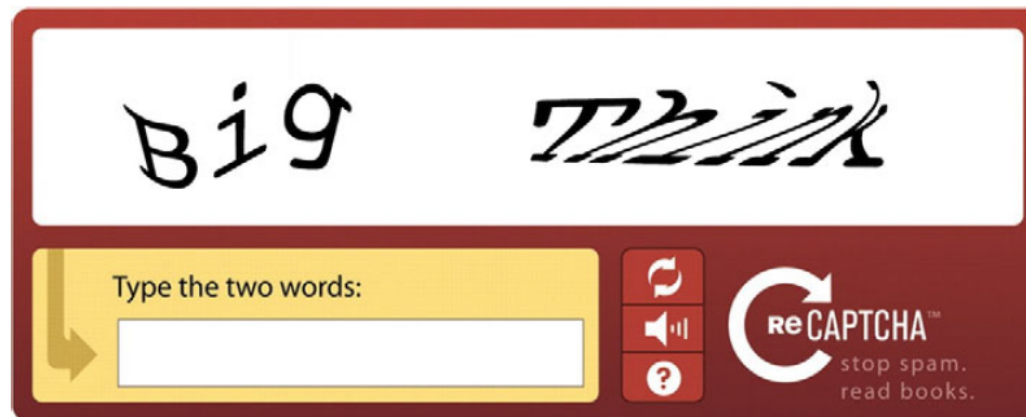 Big Think
Type the two words:
ReCAPTCHA™
stop spam.
read books.